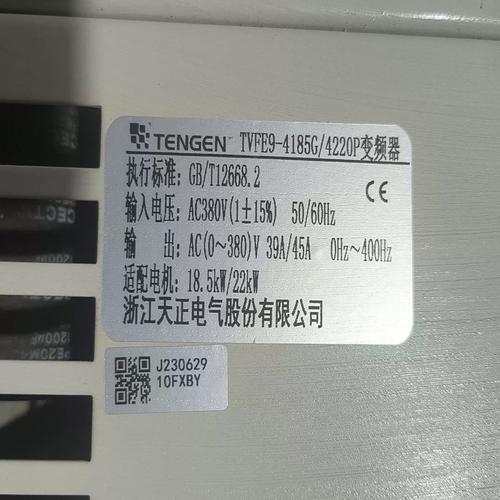 TENGEN TVFE9-4185G/4220P变频器
执行标准: GB/T12668.2
CE
输入电压: AC380V(1±15%) 50/60Hz
输 出: AC(0~380)V 39A/45A 0Hz~400Hz
适配电机: 18.5kW/22kW
浙江天正电气股份有限公司
J230629
10FXBY